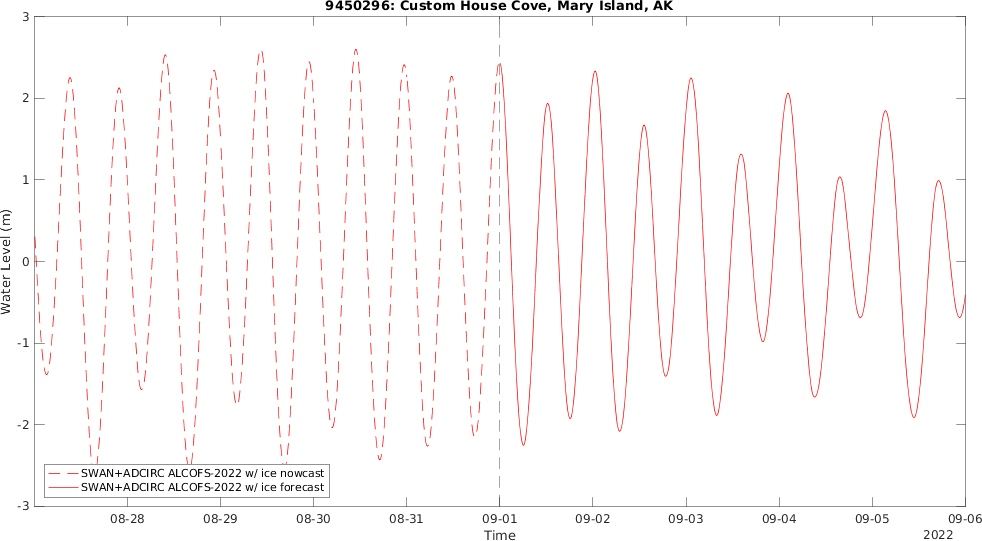 9450296: Custom House Cove, Mary Island, AK
3
2
1
0
-1
-2
-3
Water Level (m)
SWAN+ADCIRC ALCOFS-2022 w/ ice nowcast
SWAN+ADCIRC ALCOFS-2022 w/ ice forecast
08-28 08-29 08-30 08-31 09-01 09-02 09-03 09-04 09-05 09-06
Time
2022